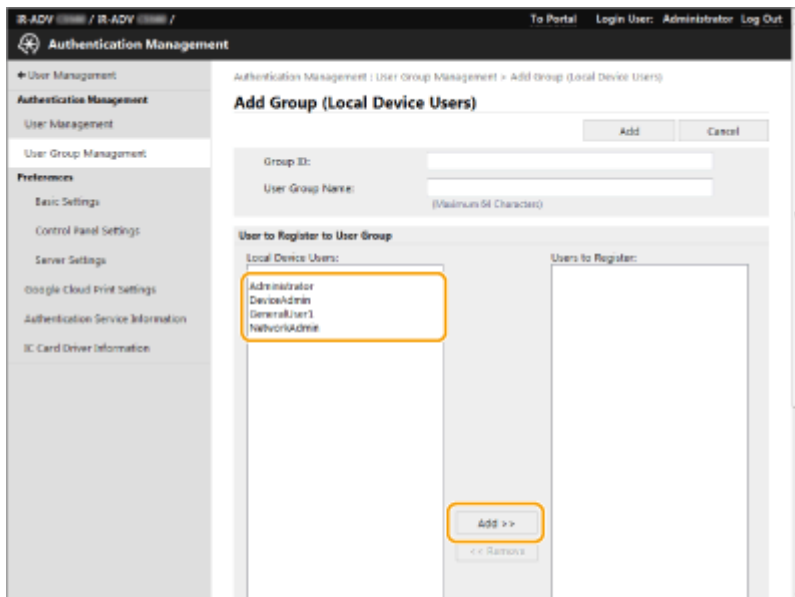 iR-ADV / iR-ADV /
To Portal Login User: Administrator Log Out
Authentication Management
User Management
Authentication Management
User Management
User Group Management
Preferences
Basic Settings
Control Panel Settings
Server Settings
Google Cloud Print Settings
Authentication Service Information
IC Card Driver Information
Authentication Management : User Group Management > Add Group (Local Device Users)
Add Group (Local Device Users)
Add Cancel
Group ID:
User Group Name:
(Maximum 64 Characters)
User to Register to User Group
Local Device Users: Users to Register:
Administrator
DeviceAdmin
GeneralUser1
NetworkAdmin
Add >>
<< Remove